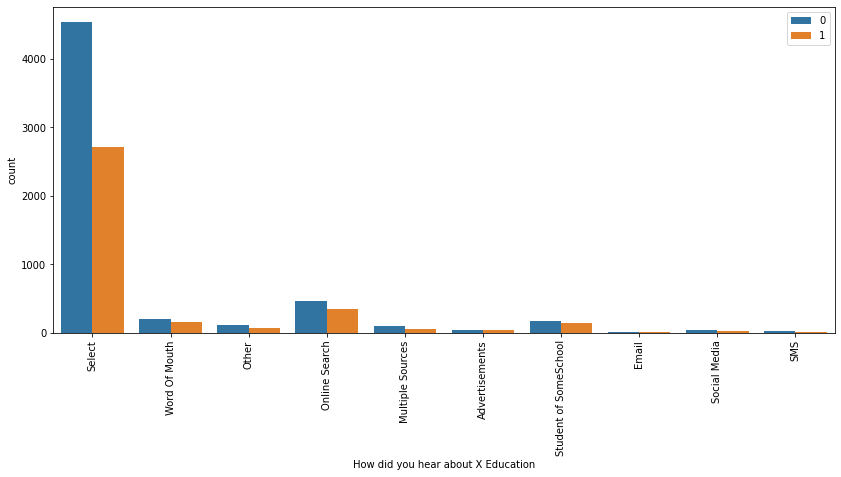 0
1
4000
3000
2000
1000
0
count
Select
Word Of Mouth
Other
Online Search
Multiple Sources
Advertisements
Student of SomeSchool
Email
Social Media
SMS
How did you hear about X Education